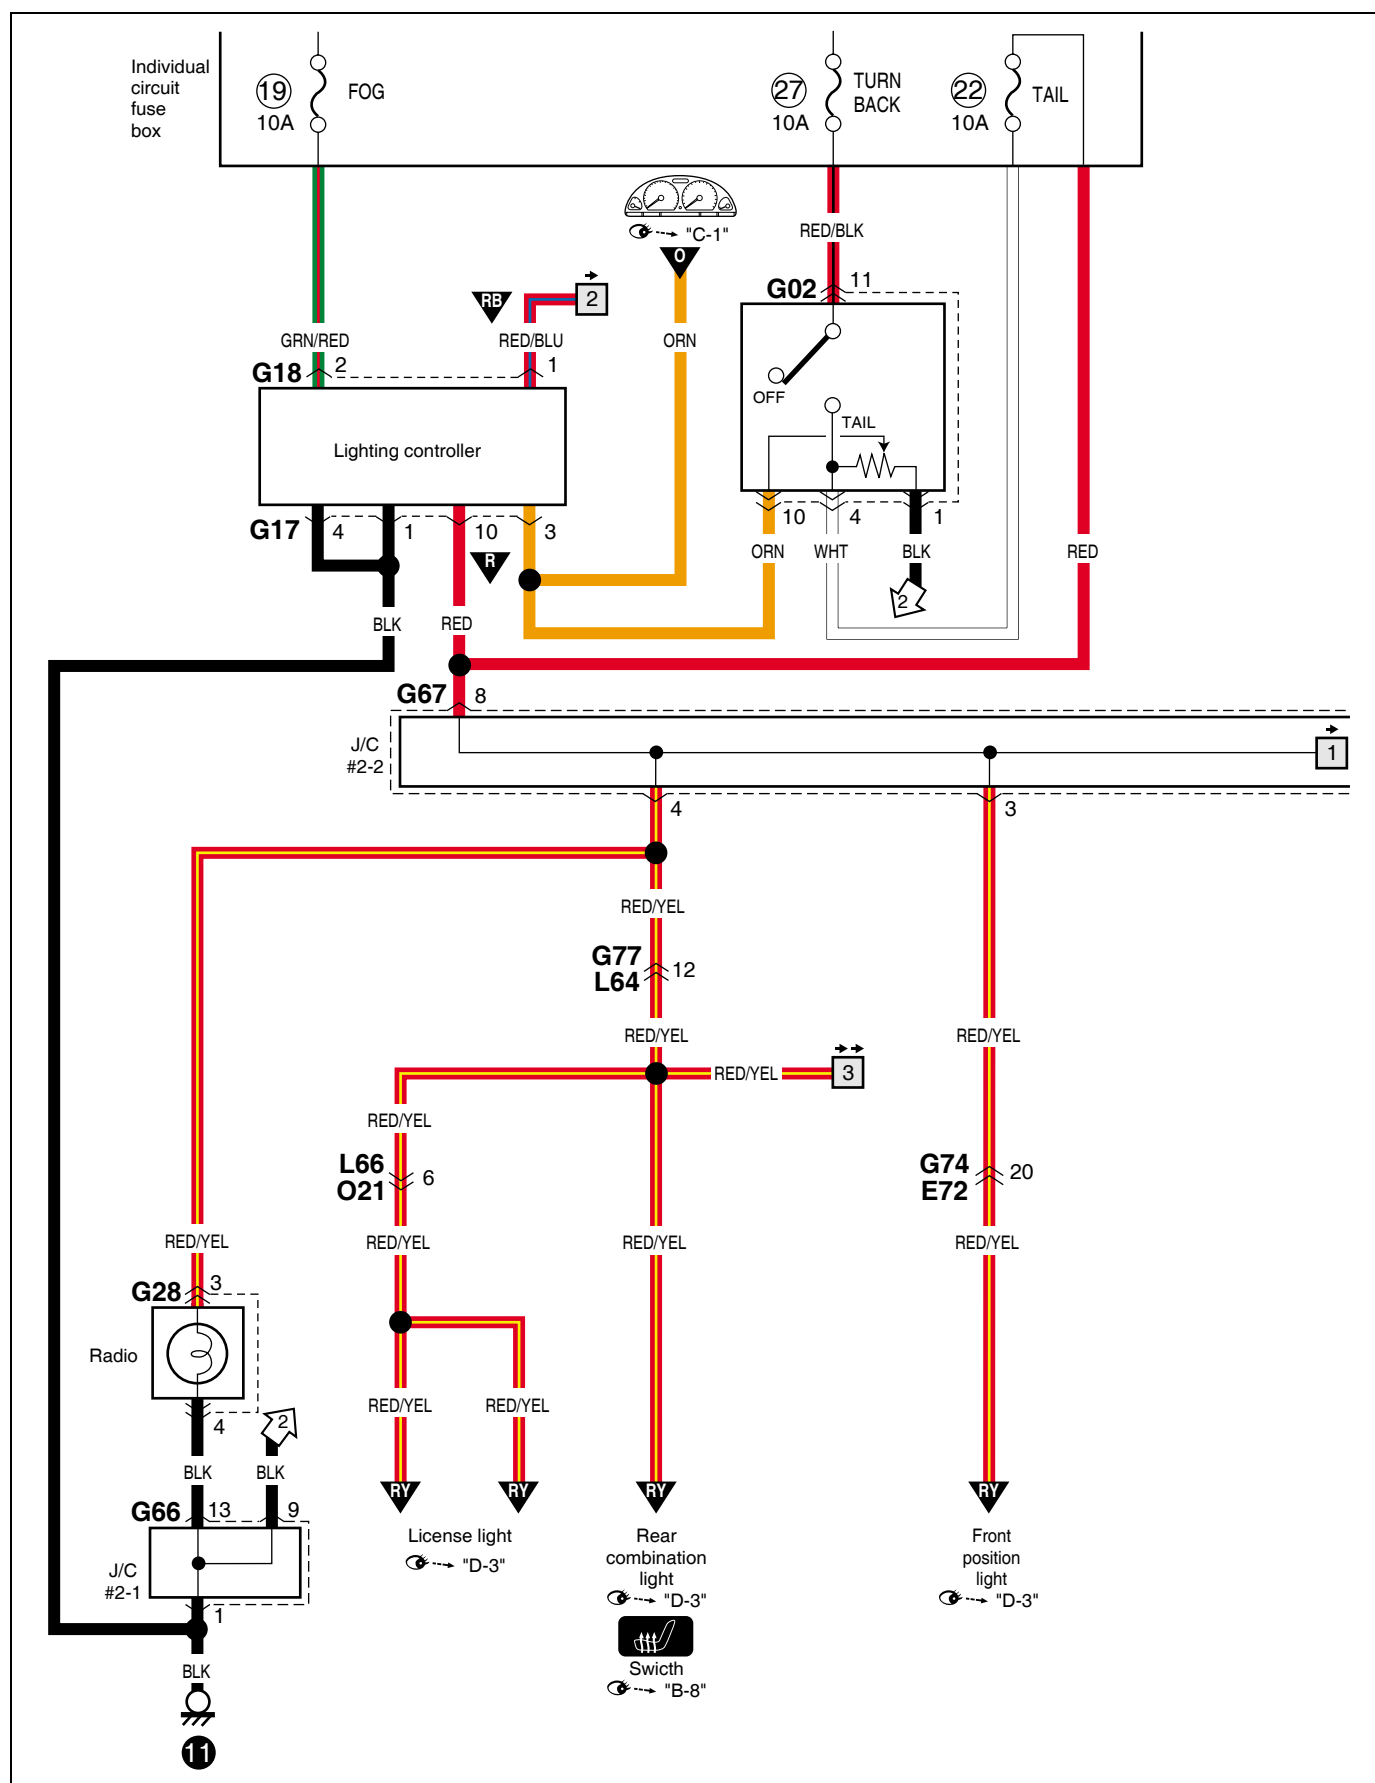 Individual
circuit
fuse
box
19
10A
FOG
27
10A
TURN
BACK
22
10A
TAIL
"C-1"
O
RED/BLK
G02
11
RB
2
GRN/RED
RED/BLU
ORN
G18
2
1
OFF
TAIL
Lighting controller
G17
4
1
10
3
10
4
1
R
ORN
WHT
BLK
RED
2
BLK
RED
G67
8
J/C
#2-2
1
4
3
RED/YEL
G77
L64
12
RED/YEL
RED/YEL
RED/YEL
3
RED/YEL
L66
O21
6
G74
E72
20
RED/YEL
RED/YEL
RED/YEL
RED/YEL
G28
3
Radio
4
2
RED/YEL
RED/YEL
BLK
BLK
RY
RY
RY
RY
G66
13
9
J/C
#2-1
1
License light
"D-3"
Rear
combination
light
"D-3"
Swicth
"B-8"
Front
position
light
"D-3"
BLK
11